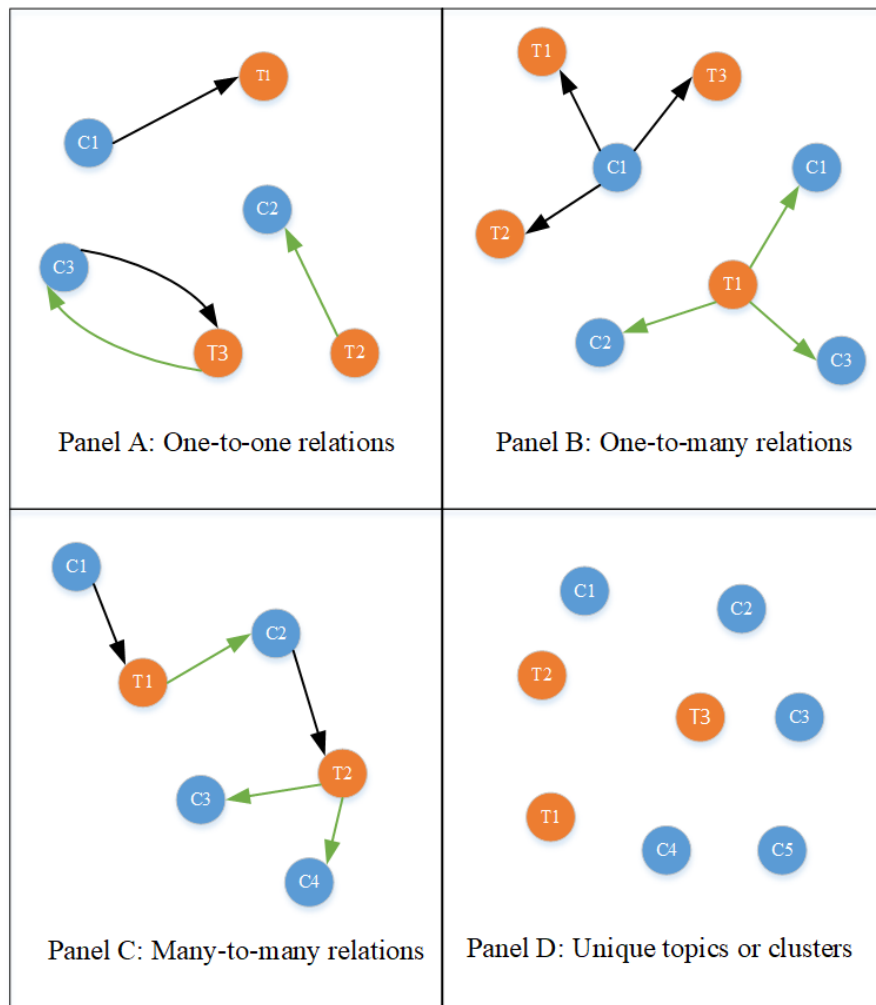 T1
C1
C2
C3
T3
T2
Panel A: One-to-one relations
T1
T3
C1
C1
T2
T1
C2
C3
Panel B: One-to-many relations
C1
C2
T1
T2
C3
C4
Panel C: Many-to-many relations
C1
C2
T2
T3
C3
T1
C4
C5
Panel D: Unique topics or clusters